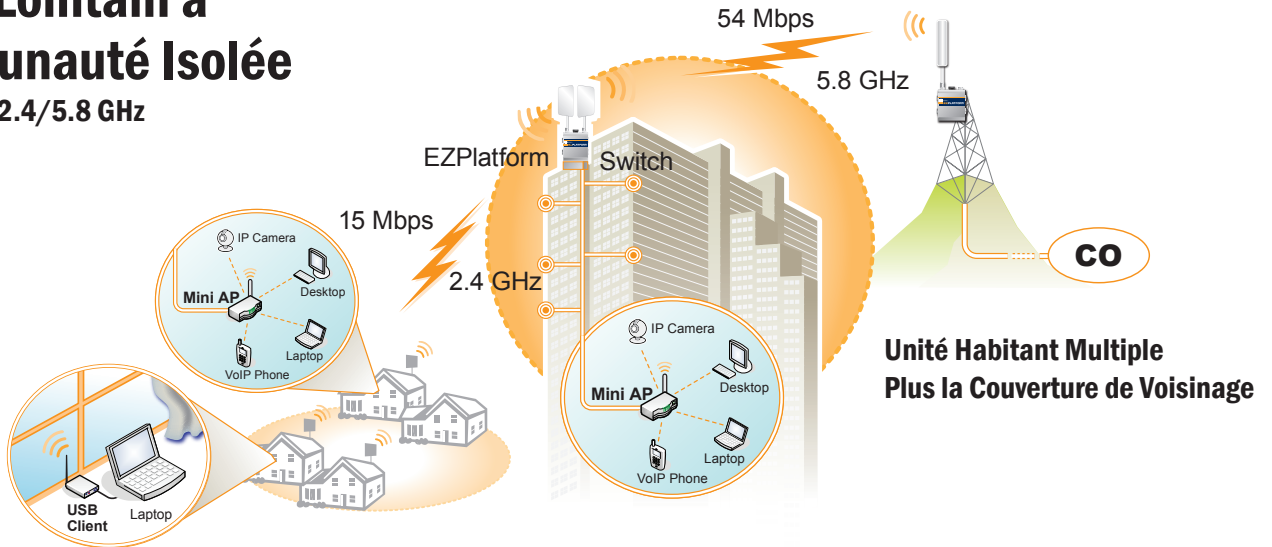 Lointain à
unauté Isolée
2.4/5.8 GHz
54 Mbps
5.8 GHz
EZPlatform
Switch
15 Mbps
2.4 GHz
IP Camera
Mini AP
Desktop
Laptop
VoIP Phone
IP Camera
Mini AP
Desktop
Laptop
VoIP Phone
USB
Client
Laptop
CO
Unité Habitant Multiple
Plus la Couverture de Voisinage